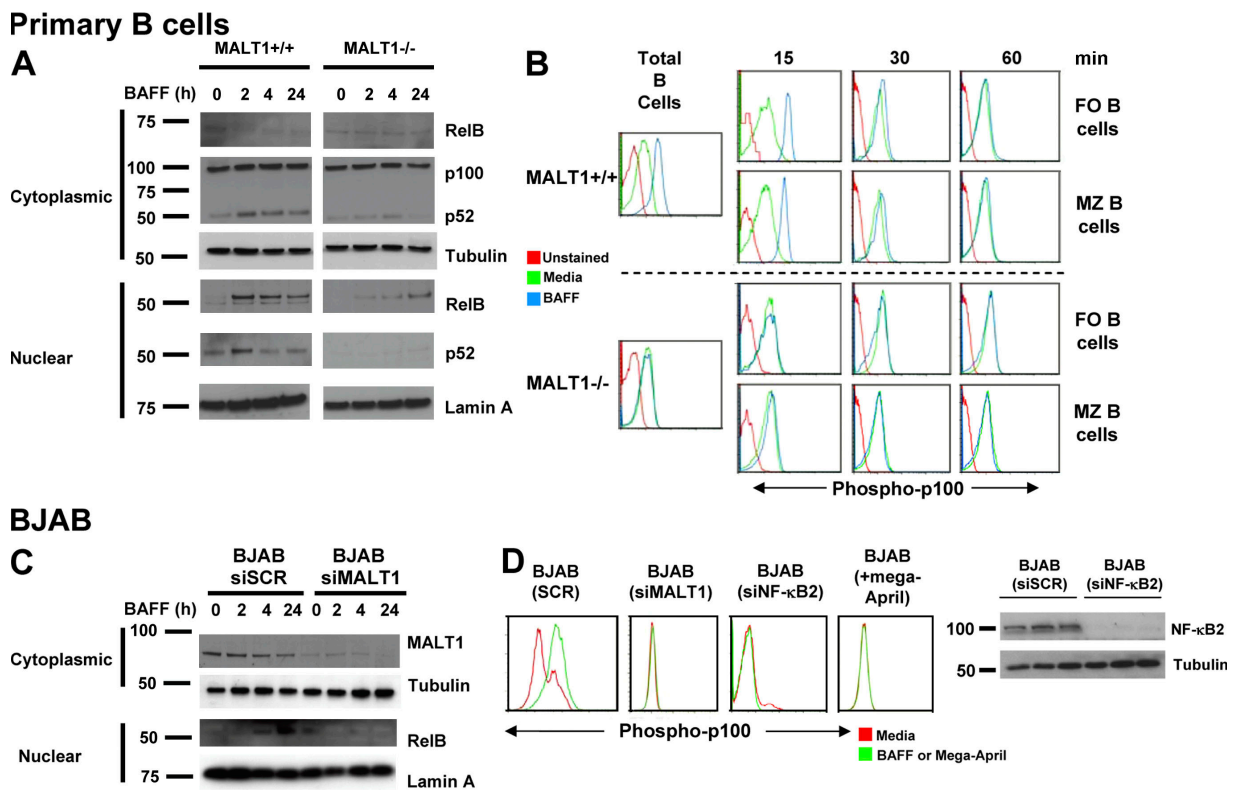 Primary B cells
A
MALT1+/+ MALT1-/-
BAFF (h) 0 2 4 24 0 2 4 24
Cytoplasmic
75 RelB
100 p100
75
50 p52
50 Tubulin
Nuclear
50 RelB
50 p52
75 Lamin A
B
Total B Cells
15 30 60 min
MALT1+/+
FO B cells
MZ B cells
Unstained
Media
BAFF
MALT1-/-
FO B cells
MZ B cells
Phospho-p100
BJAB
C
BJAB siSCR BJAB siMALT1
BAFF (h) 0 2 4 24 0 2 4 24
Cytoplasmic
100 MALT1
50 Tubulin
Nuclear
50 RelB
75 Lamin A
D
BJAB (SCR)
BJAB (siMALT1)
BJAB (siNF-κB2)
BJAB (+mega-April)
Phospho-p100
Media
BAFF or Mega-April
BJAB (siSCR) BJAB (siNF-κB2)
100 NF-κB2
50 Tubulin